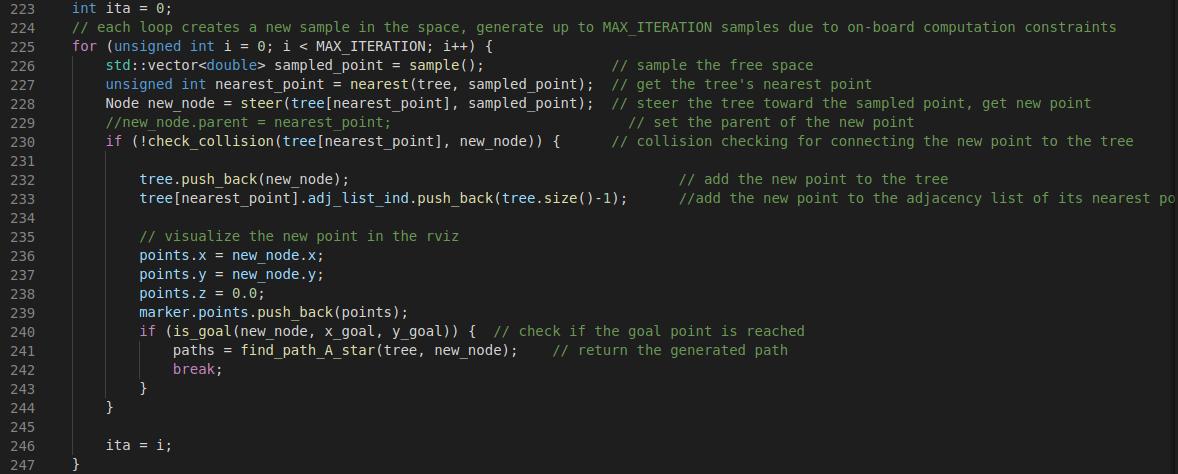 223 int ita = 0;
224 // each loop creates a new sample in the space, generate up to MAX_ITERATION samples due to on-board computation constraints
225 for (unsigned int i = 0; i < MAX_ITERATION; i++) {
226 std::vector<double> sampled_point = sample(); // sample the free space
227 unsigned int nearest_point = nearest(tree, sampled_point); // get the tree's nearest point
228 Node new_node = steer(tree[nearest_point], sampled_point); // steer the tree toward the sampled point, get new point
229 //new_node.parent = nearest_point; // set the parent of the new point
230 if (!check_collision(tree[nearest_point], new_node)) { // collision checking for connecting the new point to the tree
231
232 tree.push_back(new_node); // add the new point to the tree
233 tree[nearest_point].adj_list_ind.push_back(tree.size()-1); //add the new point to the adjacency list of its nearest po
234
235 // visualize the new point in the rviz
236 points.x = new_node.x;
237 points.y = new_node.y;
238 points.z = 0.0;
239 marker.points.push_back(points);
240 if (is_goal(new_node, x_goal, y_goal)) { // check if the goal point is reached
241 paths = find_path_A_star(tree, new_node); // return the generated path
242 break;
243 }
244 }
245
246 ita = i;
247 }